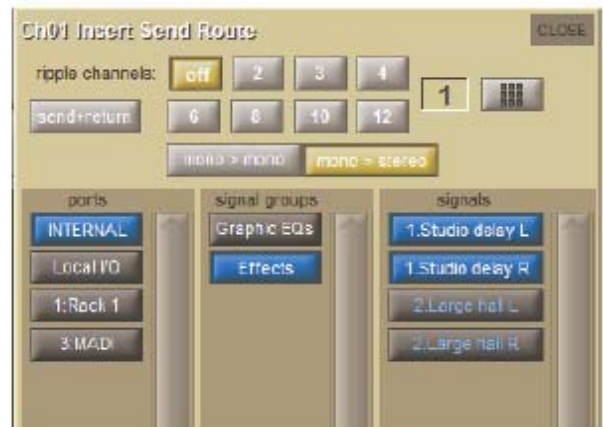 Ch01 Insert Send Route
CLOSE
ripple channels:
off
2
3
4
1
send+return
6
8
10
12
mono > mono
mono > stereo
ports
signal groups
signals
INTERNAL
Graphic EQs
1.Studio delay L
Local I/O
Effects
1.Studio delay R
1:Rack 1
2.Large hall L
3:MADI
2.Large hall R